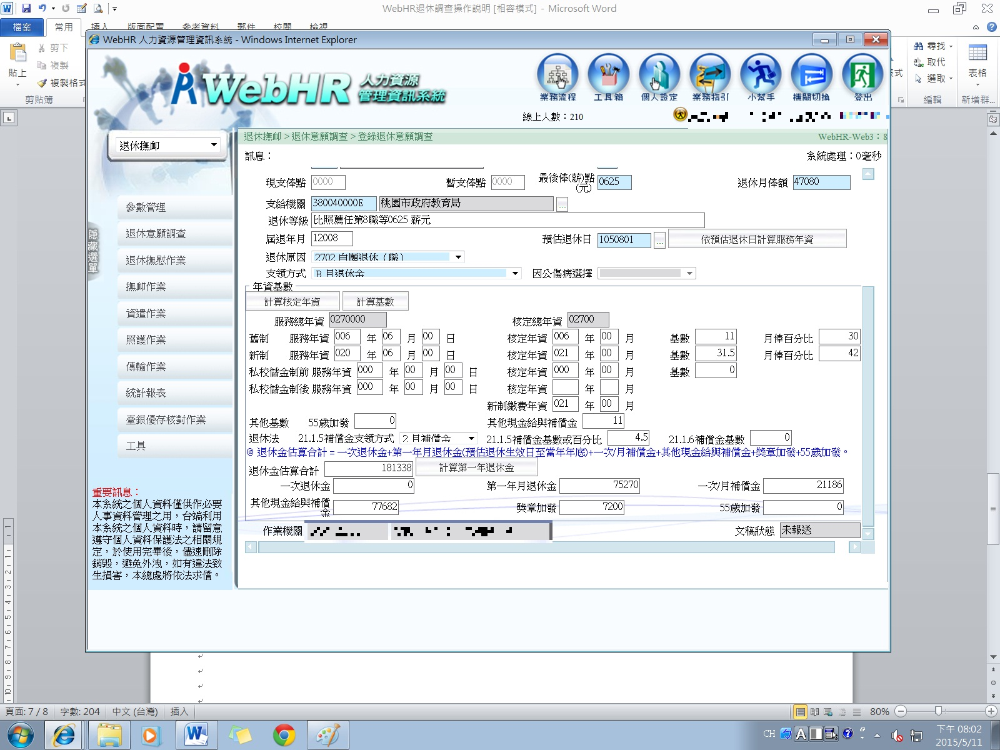 WebHR退休調查操作說明 [相容模式] - Microsoft Word
檔案 常用 插入 版面配置 參考資料 郵件 校閱 檢視
貼上 剪下
複製
複製格式
剪貼簿
尋找
取代
選取
編輯
表格
新增群...
WebHR 人力資源管理資訊系統 - Windows Internet Explorer
WebHR 人力資源
管理資訊系統
業務流程 工具箱 個人設定 業務指引 小幫手 機關切換 登出
線上人數：210
退休撫卹
退休撫卹 > 退休意願調查 > 登錄退休意願調查 WebHR-Web3：8
訊息： 系統處理：0毫秒
隱藏選單
參數管理
退休意願調查
退休撫慰作業
撫卹作業
資遣作業
照護作業
傳輸作業
統計報表
臺銀優存核對作業
工具
重要訊息：
本系統之個人資料僅供作必要
人事資料管理之用，台端利用
本系統之個人資料時，請留意
遵守個人資料保護法之相關規
定，於使用完畢後，儘速刪除
銷毀，避免外洩，如有違法致
生損害，本總處將依法求償。
現支俸點 0000 暫支俸點 0000 最後俸(薪)點(元) 0625 退休月俸額 47080
支給機關 380040000E 桃園市政府教育局 ...
退休等級 比照薦任第8職等0625 薪元
屆退年月 12008 預估退休日 1050801 ... 依預估退休日計算服務年資
退休原因 2702 自願退休（職）
支領方式 B 月退休金 因公傷病選擇
年資基數
計算核定年資 計算基數
服務總年資 0270000 核定總年資 02700
舊制 服務年資 006 年 06 月 00 日 核定年資 006 年 00 月 基數 11 月俸百分比 30
新制 服務年資 020 年 06 月 00 日 核定年資 021 年 00 月 基數 31.5 月俸百分比 42
私校儲金制前 服務年資 000 年 00 月 00 日 核定年資 000 年 00 月 基數 0
私校儲金制後 服務年資 000 年 00 月 00 日 核定年資 年 月
新制繳費年資 021 年 00 月
其他基數 55歲加發 0 其他現金給與補償金 11
退休法 21.1.5補償金支領方式 2 月補償金 21.1.5補償金基數或百分比 4.5 21.1.6補償金基數 0
@ 退休金估算合計 = 一次退休金+第一年月退休金(預估退休生效日至當年年底)+一次/月補償金+其他現金給與補償金+獎章加發+55歲加發。
退休金估算合計 181338 計算第一年退休金
一次退休金 0 第一年月退休金 75270 一次/月補償金 21186
其他現金給與補償金 77682 獎章加發 7200 55歲加發 0
作業機關 文稿狀態 未報送
頁面: 7 / 8 字數: 204 中文 (台灣) 插入 80%
CH 下午 08:02
2015/5/11